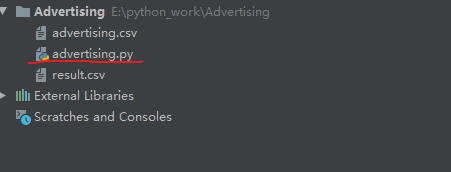 Advertising E:\python_work\Advertising
advertising.csv
advertising.py
result.csv
External Libraries
Scratches and Consoles